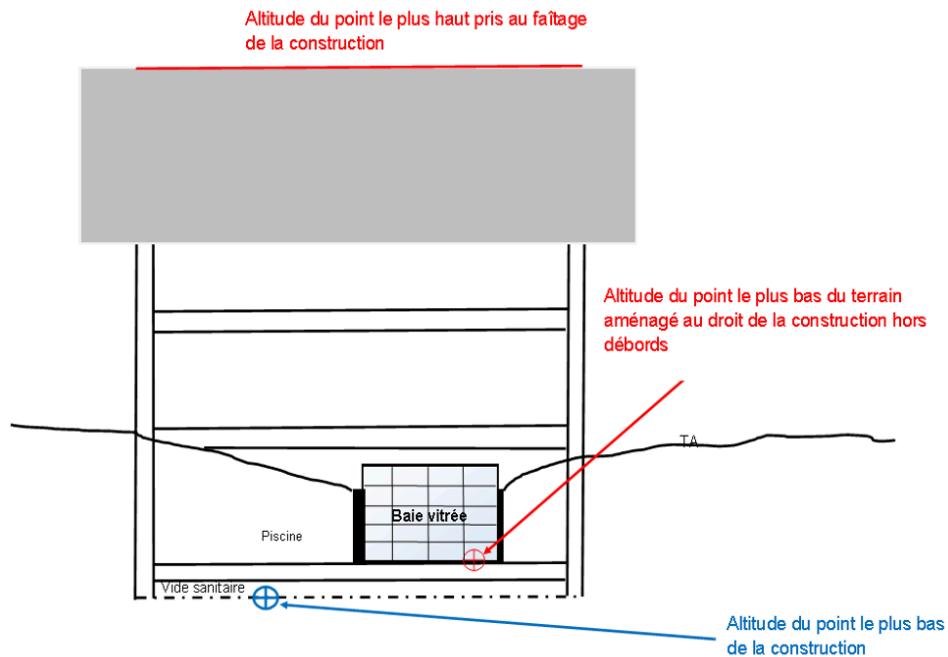 Altitude du point le plus haut pris au faîtage
de la construction
Altitude du point le plus bas du terrain
aménagé au droit de la construction hors
débords
TA
Baie vitrée
Piscine
Vide sanitaire
Altitude du point le plus bas
de la construction